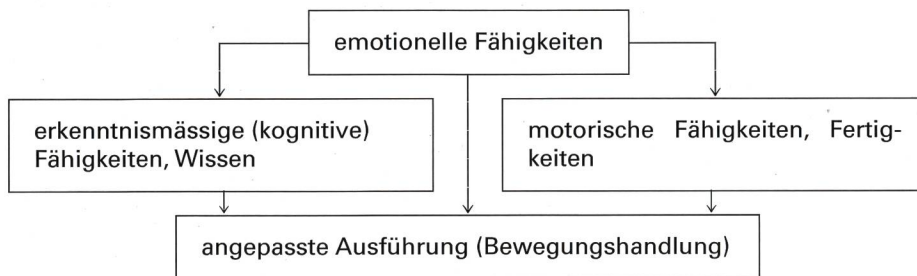 emotionelle Fähigkeiten
erkenntnismässige (kognitive)
Fähigkeiten, Wissen
motorische Fähigkeiten, Fertig-
keiten
angepasste Ausführung (Bewegungshandlung)